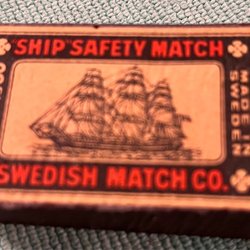 SHIP SAFETY MATCH
MADE IN
SWEDEN
SWEDISH MATCH CO.